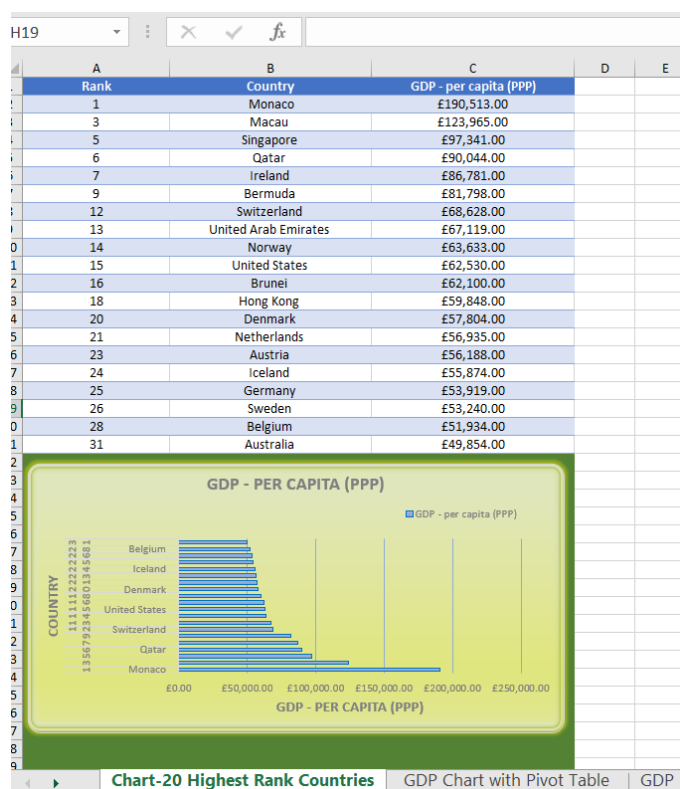 H19 fx
A B C D E
Rank Country GDP - per capita (PPP)
1 Monaco £190,513.00
3 Macau £123,965.00
5 Singapore £97,341.00
6 Qatar £90,044.00
7 Ireland £86,781.00
9 Bermuda £81,798.00
12 Switzerland £68,628.00
13 United Arab Emirates £67,119.00
14 Norway £63,633.00
15 United States £62,530.00
16 Brunei £62,100.00
18 Hong Kong £59,848.00
20 Denmark £57,804.00
21 Netherlands £56,935.00
23 Austria £56,188.00
24 Iceland £55,874.00
25 Germany £53,919.00
26 Sweden £53,240.00
28 Belgium £51,934.00
31 Australia £49,854.00
GDP - PER CAPITA (PPP)
GDP - per capita (PPP)
COUNTRY
Belgium
Iceland
Denmark
United States
Switzerland
Qatar
Monaco
£0.00 £50,000.00 £100,000.00 £150,000.00 £200,000.00 £250,000.00
GDP - PER CAPITA (PPP)
Chart-20 Highest Rank Countries GDP Chart with Pivot Table GDP